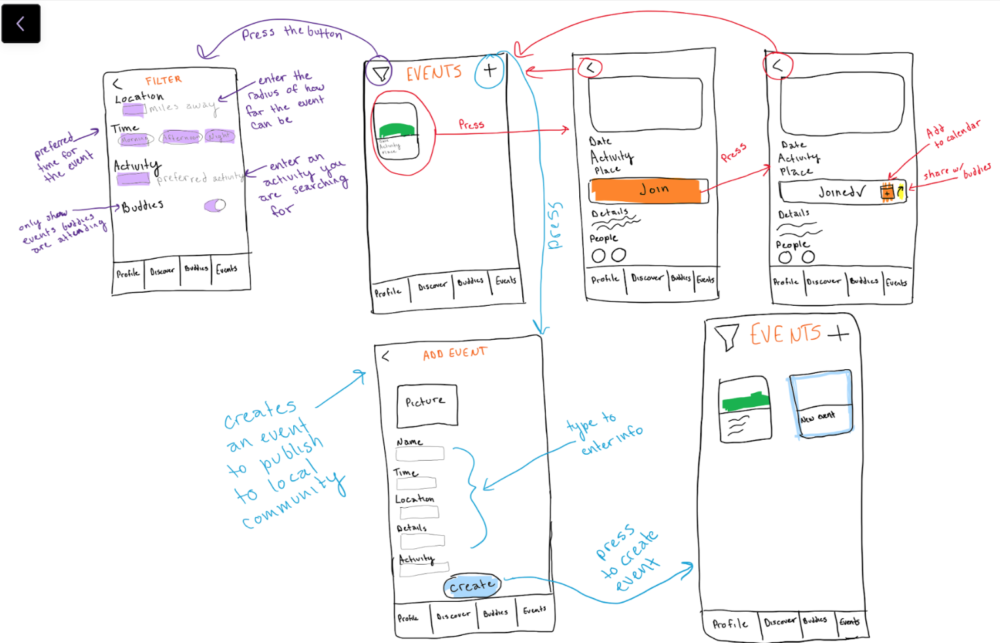 Press the button
FILTER
Location
miles away
Time
Morning Afternoon Night
Activity
preferred activity
Buddies
Profile Discover Buddies Events
enter the
radius of how
far the event
can be
preferred
time for
the event
enter an
activity you
are searching
for
only show
events buddies
are attending
EVENTS +
Date
Activity
Place
Profile Discover Buddies Events
Press
press
<
Date
Activity
Place
Join
Details
People
Profile Discover Buddies Events
Press
<
Date
Activity
Place
Joined✓ +
Details
People
Profile Discover Buddies Events
Add
to calendar
share w/
buddies
creates
an event
to publish
to local
community
< ADD EVENT
Picture
Name
Time
Location
Details
Activity
create
Profile Discover Buddies Events
type to
enter info
press
to create
event
EVENTS +
New event
Profile Discover Buddies Events